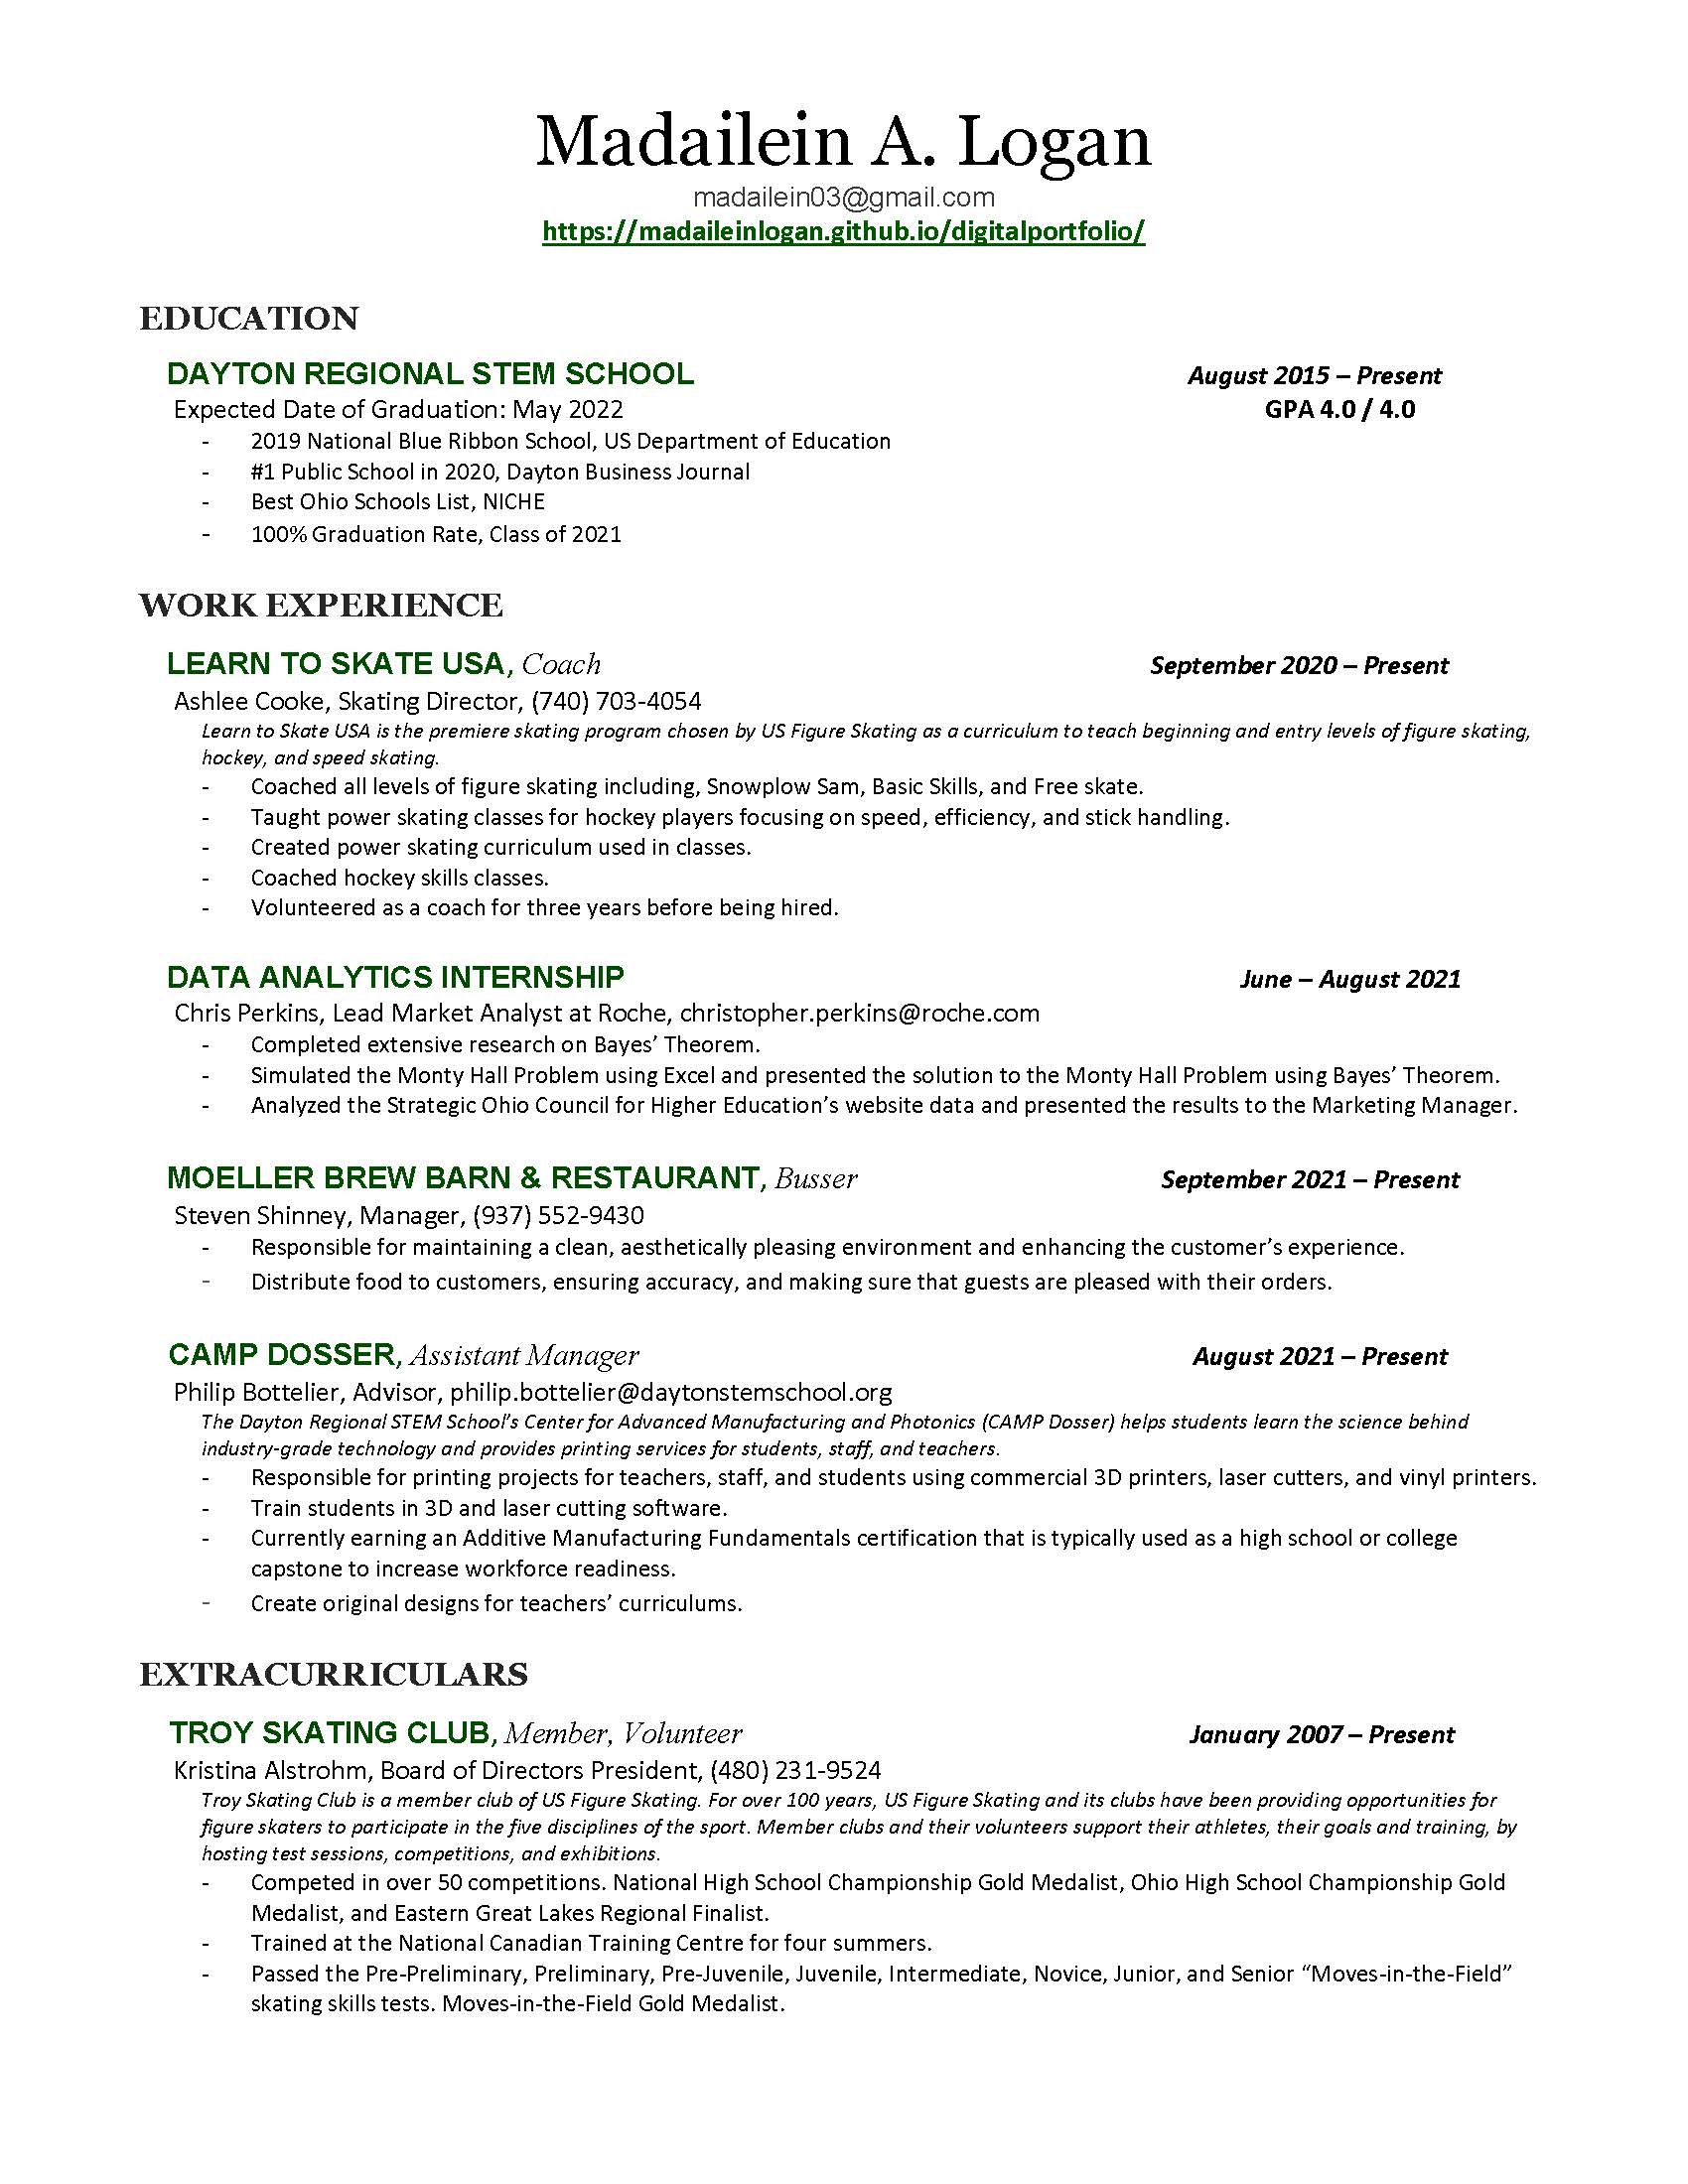 Madailein A. Logan
madailein03@gmail.com
https://madaileinlogan.github.io/digitalportfolio/
EDUCATION
DAYTON REGIONAL STEM SCHOOL August 2015 – Present
Expected Date of Graduation: May 2022 GPA 4.0 / 4.0
- 2019 National Blue Ribbon School, US Department of Education
- #1 Public School in 2020, Dayton Business Journal
- Best Ohio Schools List, NICHE
- 100% Graduation Rate, Class of 2021
WORK EXPERIENCE
LEARN TO SKATE USA, Coach September 2020 – Present
Ashlee Cooke, Skating Director, (740) 703-4054
Learn to Skate USA is the premiere skating program chosen by US Figure Skating as a curriculum to teach beginning and entry levels of figure skating,
hockey, and speed skating.
- Coached all levels of figure skating including, Snowplow Sam, Basic Skills, and Free skate.
- Taught power skating classes for hockey players focusing on speed, efficiency, and stick handling.
- Created power skating curriculum used in classes.
- Coached hockey skills classes.
- Volunteered as a coach for three years before being hired.
DATA ANALYTICS INTERNSHIP June – August 2021
Chris Perkins, Lead Market Analyst at Roche, christopher.perkins@roche.com
- Completed extensive research on Bayes’ Theorem.
- Simulated the Monty Hall Problem using Excel and presented the solution to the Monty Hall Problem using Bayes’ Theorem.
- Analyzed the Strategic Ohio Council for Higher Education’s website data and presented the results to the Marketing Manager.
MOELLER BREW BARN & RESTAURANT, Busser September 2021 – Present
Steven Shinney, Manager, (937) 552-9430
- Responsible for maintaining a clean, aesthetically pleasing environment and enhancing the customer’s experience.
- Distribute food to customers, ensuring accuracy, and making sure that guests are pleased with their orders.
CAMP DOSSER, Assistant Manager August 2021 – Present
Philip Bottelier, Advisor, philip.bottelier@daytonstemschool.org
The Dayton Regional STEM School’s Center for Advanced Manufacturing and Photonics (CAMP Dosser) helps students learn the science behind
industry-grade technology and provides printing services for students, staff, and teachers.
- Responsible for printing projects for teachers, staff, and students using commercial 3D printers, laser cutters, and vinyl printers.
- Train students in 3D and laser cutting software.
- Currently earning an Additive Manufacturing Fundamentals certification that is typically used as a high school or college
capstone to increase workforce readiness.
- Create original designs for teachers’ curriculums.
EXTRACURRICULARS
TROY SKATING CLUB, Member, Volunteer January 2007 – Present
Kristina Alstrohm, Board of Directors President, (480) 231-9524
Troy Skating Club is a member club of US Figure Skating. For over 100 years, US Figure Skating and its clubs have been providing opportunities for
figure skaters to participate in the five disciplines of the sport. Member clubs and their volunteers support their athletes, their goals and training, by
hosting test sessions, competitions, and exhibitions.
- Competed in over 50 competitions. National High School Championship Gold Medalist, Ohio High School Championship Gold
Medalist, and Eastern Great Lakes Regional Finalist.
- Trained at the National Canadian Training Centre for four summers.
- Passed the Pre-Preliminary, Preliminary, Pre-Juvenile, Juvenile, Intermediate, Novice, Junior, and Senior “Moves-in-the-Field”
skating skills tests. Moves-in-the-Field Gold Medalist.